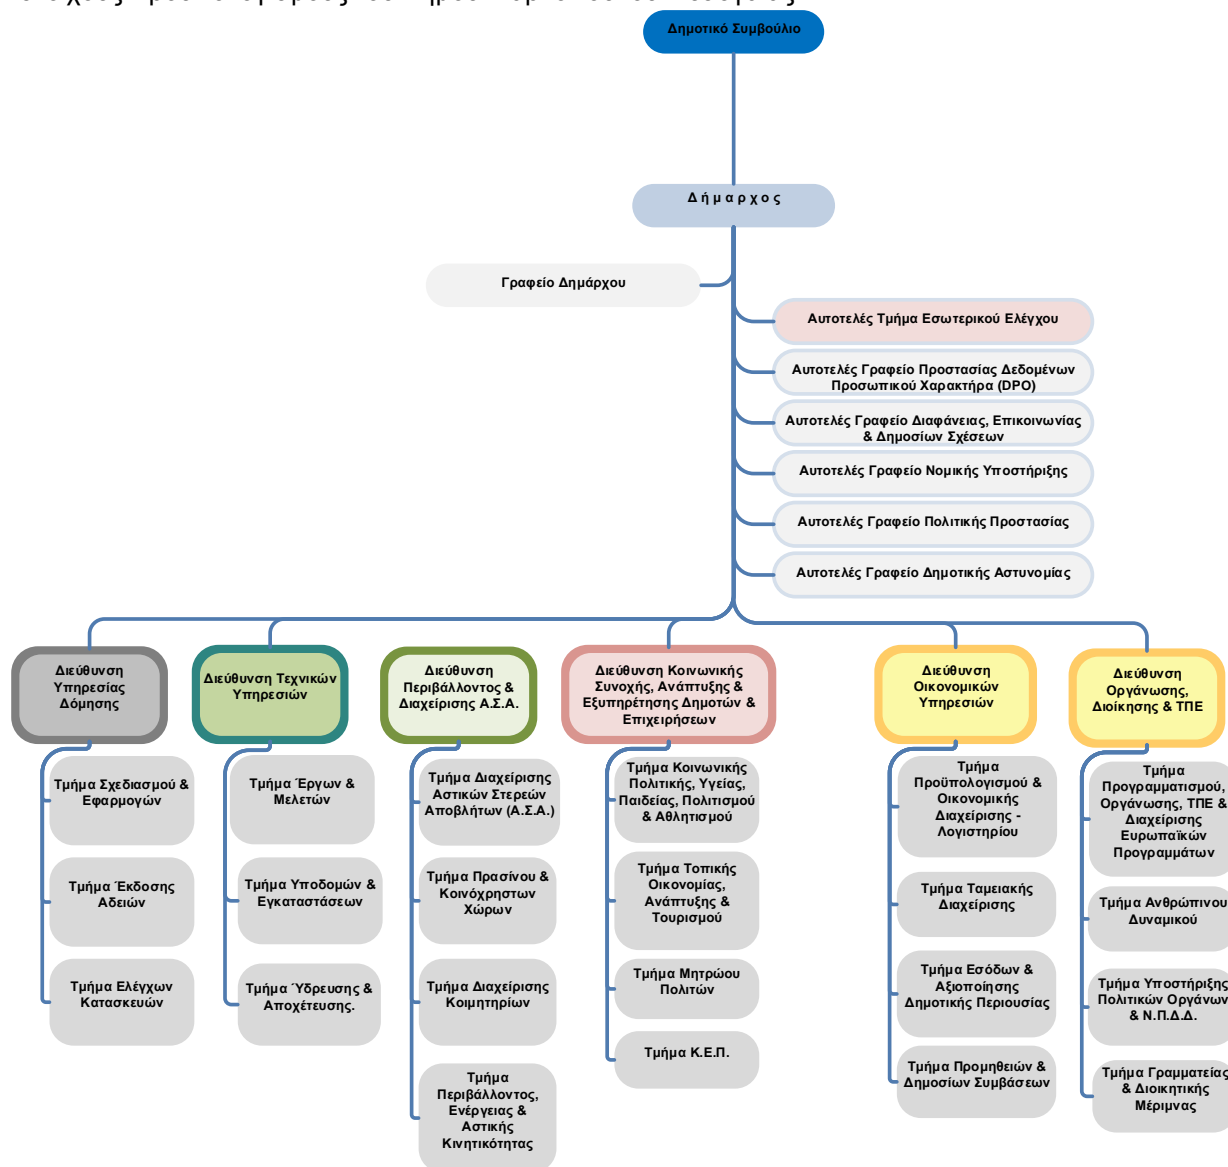 Δημοτικό Συμβούλιο
Δήμαρχος
Γραφείο Δημάρχου
Αυτοτελές Τμήμα Εσωτερικού Ελέγχου
Αυτοτελές Γραφείο Προστασίας Δεδομένων
Προσωπικού Χαρακτήρα (DPO)
Αυτοτελές Γραφείο Διαφάνειας, Επικοινωνίας
& Δημοσίων Σχέσεων
Αυτοτελές Γραφείο Νομικής Υποστήριξης
Αυτοτελές Γραφείο Πολιτικής Προστασίας
Αυτοτελές Γραφείο Δημοτικής Αστυνομίας
Διεύθυνση
Υπηρεσίας
Δόμησης
Τμήμα Σχεδιασμού &
Εφαρμογών
Τμήμα Έκδοσης
Αδειών
Τμήμα Ελέγχων
Κατασκευών
Διεύθυνση Τεχνικών
Υπηρεσιών
Τμήμα Έργων &
Μελετών
Τμήμα Υποδομών &
Εγκαταστάσεων
Τμήμα Ύδρευσης &
Αποχέτευσης.
Διεύθυνση
Περιβάλλοντος &
Διαχείρισης Α.Σ.Α.
Τμήμα Διαχείρισης
Αστικών Στερεών
Αποβλήτων (Α.Σ.Α.)
Τμήμα Πρασίνου &
Κοινόχρηστων
Χώρων
Τμήμα Διαχείρισης
Κοιμητηρίων
Τμήμα
Περιβάλλοντος,
Ενέργειας &
Αστικής
Κινητικότητας
Διεύθυνση Κοινωνικής
Συνοχής, Ανάπτυξης &
Εξυπηρέτησης Δημοτών &
Επιχειρήσεων
Τμήμα Κοινωνικής
Πολιτικής, Υγείας,
Παιδείας, Πολιτισμού
& Αθλητισμού
Τμήμα Τοπικής
Οικονομίας,
Ανάπτυξης &
Τουρισμού
Τμήμα Μητρώου
Πολιτών
Τμήμα Κ.Ε.Π.
Διεύθυνση
Οικονομικών
Υπηρεσιών
Τμήμα
Προϋπολογισμού &
Οικονομικής
Διαχείρισης -
Λογιστηρίου
Τμήμα Ταμειακής
Διαχείρισης
Τμήμα Εσόδων &
Αξιοποίησης
Δημοτικής Περιουσίας
Τμήμα Προμηθειών &
Δημοσίων Συμβάσεων
Διεύθυνση
Οργάνωσης,
Διοίκησης & ΤΠΕ
Τμήμα
Προγραμματισμού,
Οργάνωσης, ΤΠΕ &
Διαχείρισης
Ευρωπαϊκών
Προγραμμάτων
Τμήμα Ανθρώπινου
Δυναμικού
Τμήμα Υποστήριξης
Πολιτικών Οργάνων
& Ν.Π.Δ.Δ.
Τμήμα Γραμματείας
& Διοικητικής
Μέριμνας